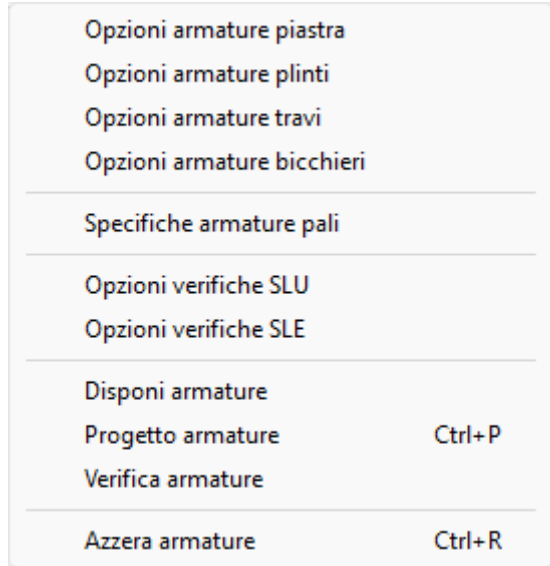 Opzioni armature piastra
Opzioni armature plinti
Opzioni armature travi
Opzioni armature bicchieri
Specifiche armature pali
Opzioni verifiche SLU
Opzioni verifiche SLE
Disponi armature
Progetto armature Ctrl+P
Verifica armature
Azzera armature Ctrl+R